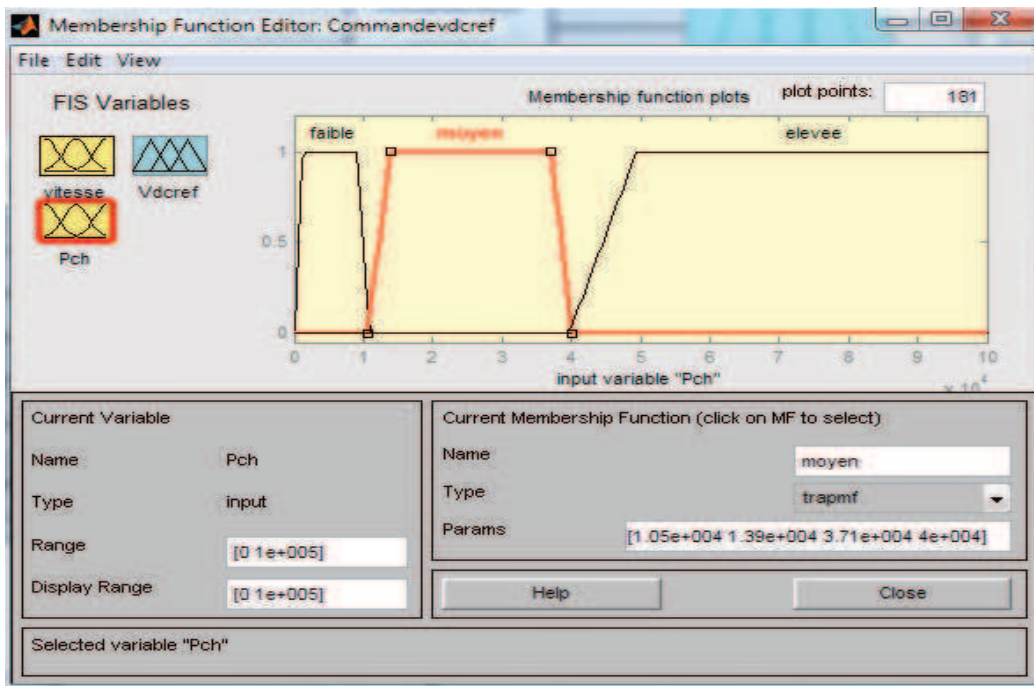 Membership Function Editor: Commandevdcref
File Edit View
FIS Variables
Membership function plots plot points: 181
vitesse Vdcref
Pch
faible moyen elevee
1
0.5
0
0 1 2 3 4 5 6 7 8 9 10
input variable "Pch"
x 10^4
Current Variable
Name Pch
Type input
Range [0 1e+005]
Display Range [0 1e+005]
Current Membership Function (click on MF to select)
Name moyen
Type trapmf
Params [1.05e+004 1.39e+004 3.71e+004 4e+004]
Help Close
Selected variable "Pch"